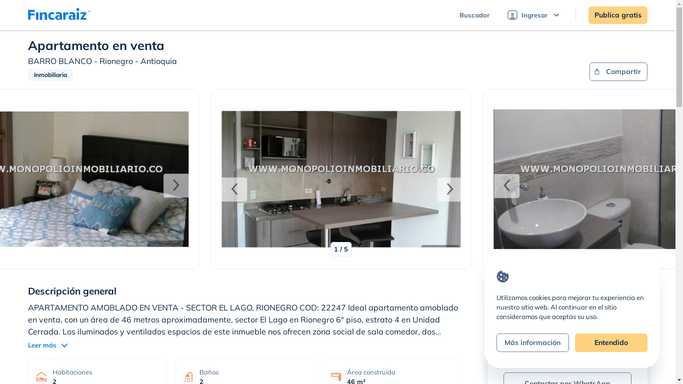 Fincaraiz
Buscador
Ingresar
Publica gratis
Apartamento en venta
BARRO BLANCO - Rionegro - Antioquia
Inmobiliaria
Compartir
WWW.MONOPOLIOINMOBILIARIO.CO
WWW.MONOPOLIOINMOBILIARIO.CO
WWW.MONOPOLIOINMOBILIAR
1 / 5
Descripción general
APARTAMENTO AMOBLADO EN VENTA - SECTOR EL LAGO, RIONEGRO COD: 22247 Ideal apartamento amoblado
en venta, con un área de 46 metros aproximadamente, sector El Lago en Rionegro 6° piso, estrato 4 en Unidad
Cerrada. Los iluminados y ventilados espacios de este inmueble nos ofrecen zona social de sala comedor, dos...
Leer más
Habitaciones
2
Baños
2
Área construida
46 m²
Utilizamos cookies para mejorar tu experiencia en
nuestro sitio web. Al continuar en el sitio
consideramos que aceptas su uso.
Más información
Entendido
Contactar por WhatsApp